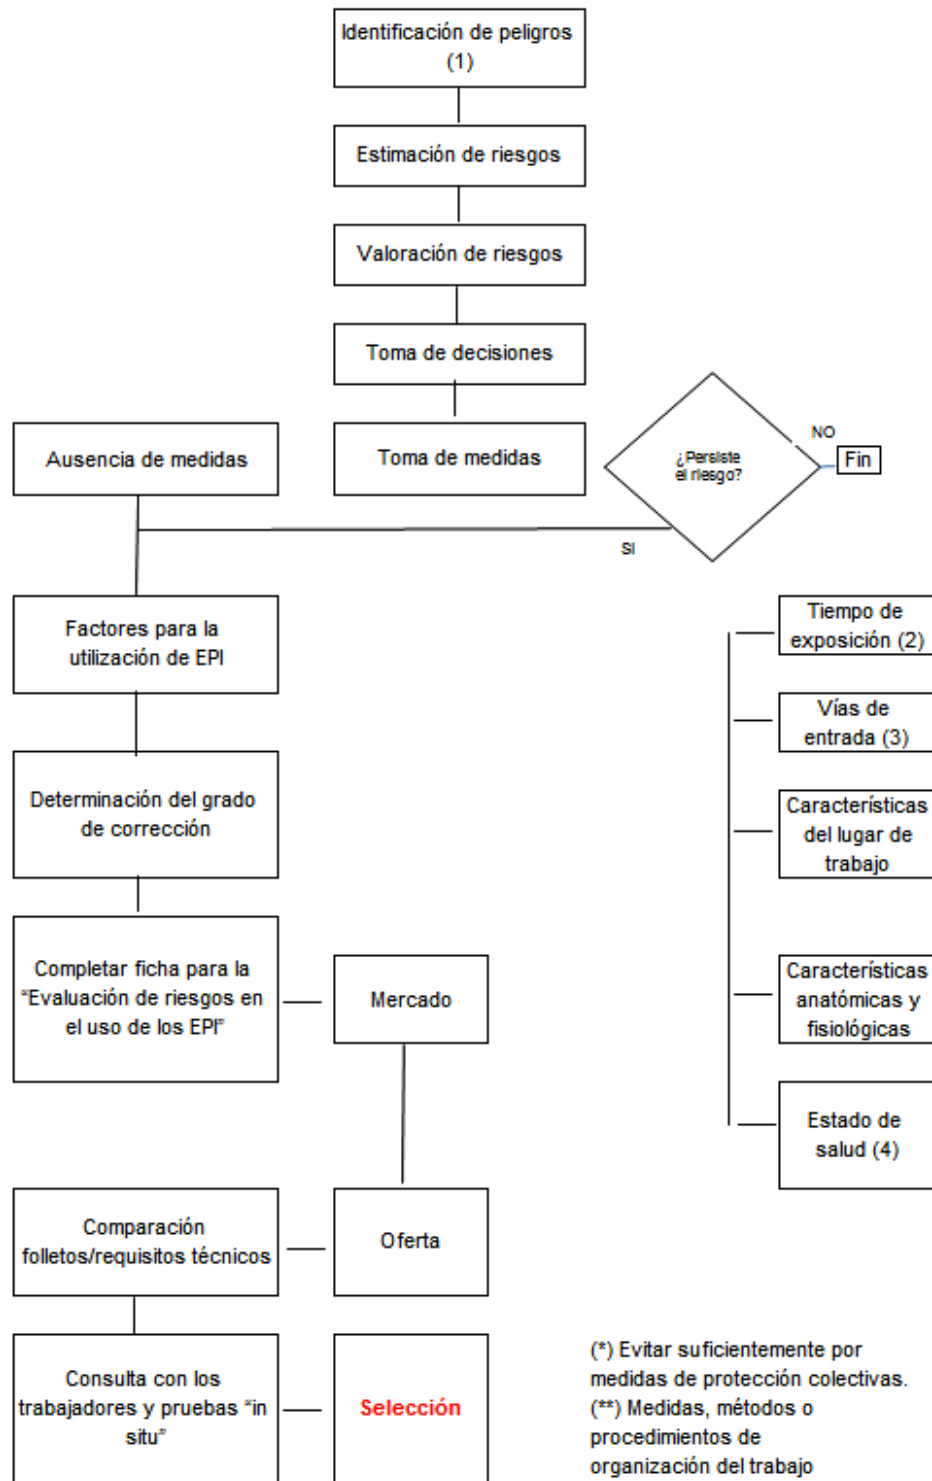 Identificación de peligros
(1)
Estimación de riesgos
Valoración de riesgos
Toma de decisiones
Ausencia de medidas
Toma de medidas
¿Persiste
el riesgo?
NO
Fin
SI
Factores para la
utilización de EPI
Tiempo de
exposición (2)
Vías de
entrada (3)
Determinación del grado
de corrección
Características
del lugar de
trabajo
Completar ficha para la
“Evaluación de riesgos en
el uso de los EPI”
Mercado
Características
anatómicas y
fisiológicas
Estado de
salud (4)
Comparación
folletos/requisitos técnicos
Oferta
Consulta con los
trabajadores y pruebas “in
situ”
Selección
(*) Evitar suficientemente por
medidas de protección colectivas.
(**) Medidas, métodos o
procedimientos de
organización del trabajo